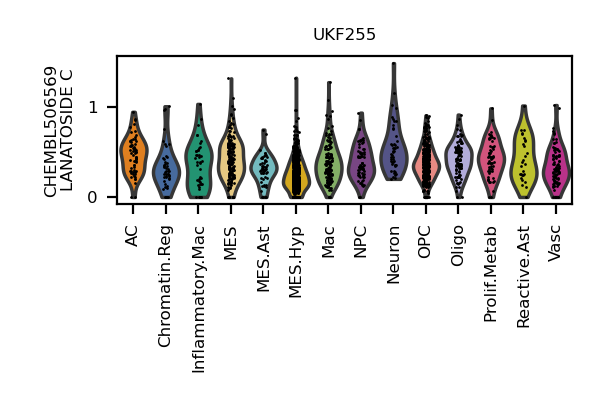 UKF255
CHEMBL506569
LANATOSIDE C
1
0
AC
Chromatin.Reg
Inflammatory.Mac
MES
MES.Ast
MES.Hyp
Mac
NPC
Neuron
OPC
Oligo
Prolif.Metab
Reactive.Ast
Vasc